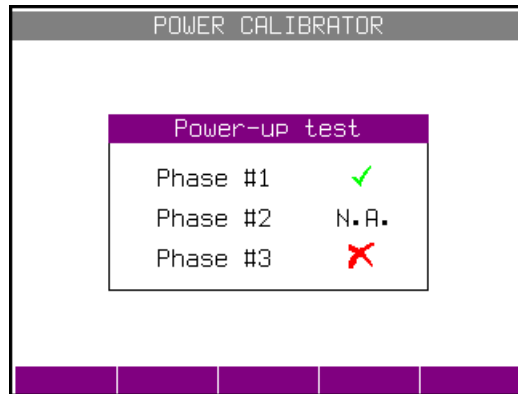 POWER CALIBRATOR
Power-up test
Phase #1 ✓
Phase #2 N.A.
Phase #3 ✗